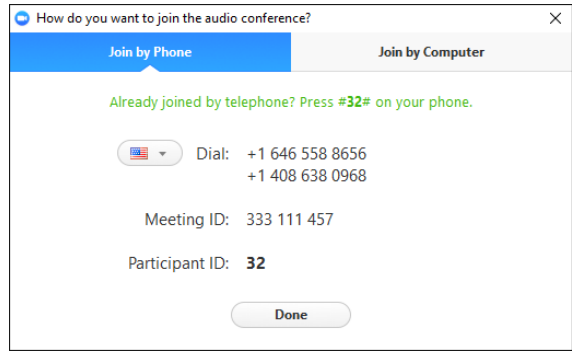 How do you want to join the audio conference?
Join by Phone
Join by Computer
Already joined by telephone? Press #32# on your phone.
Dial: +1 646 558 8656
+1 408 638 0968
Meeting ID: 333 111 457
Participant ID: 32
Done